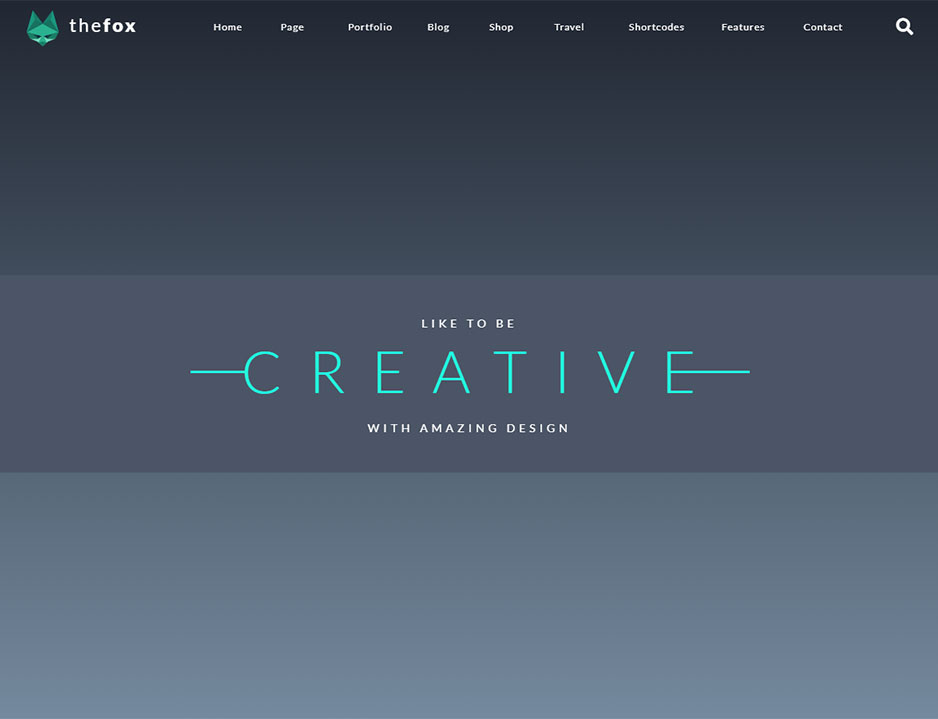 thefox Home Page Portfolio Blog Shop Travel Shortcodes Features Contact
LIKE TO BE
CREATIVE
WITH AMAZING DESIGN